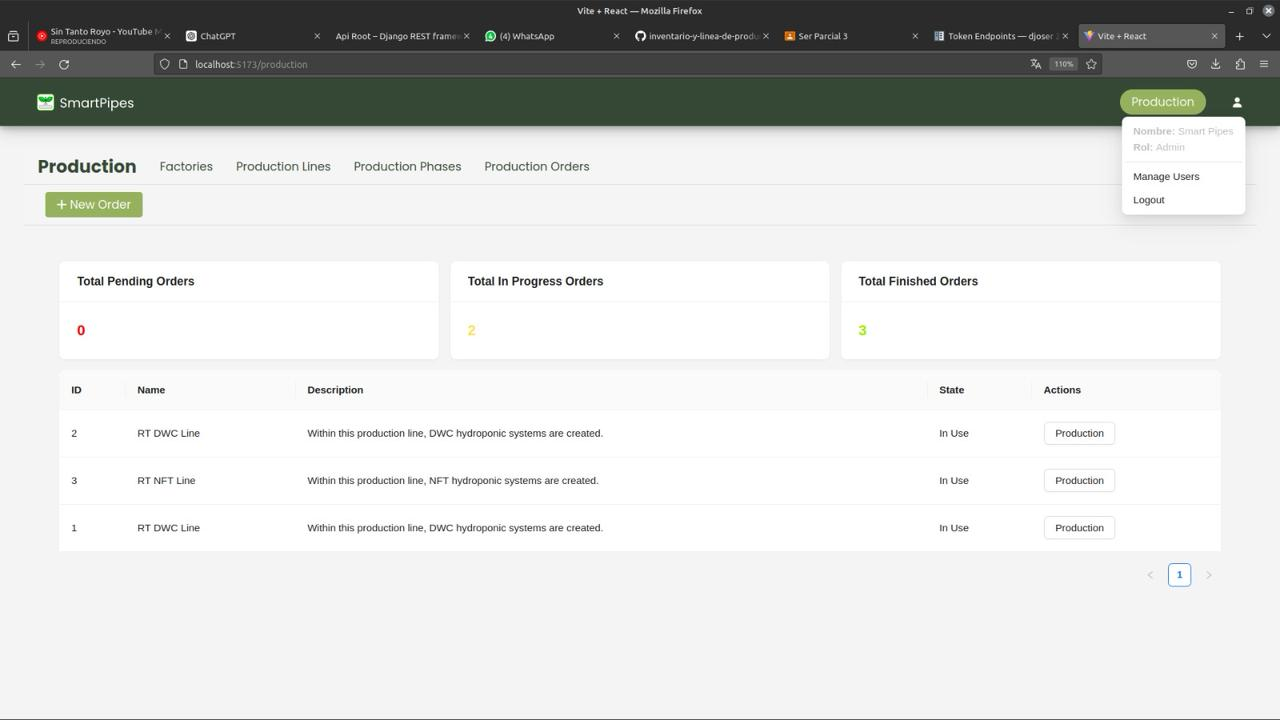 Vite + React — Mozilla Firefox
Sin Tanto Royo - YouTube M
REPRODUCIENDO
ChatGPT
Api Root – Django REST framew
(4) WhatsApp
inventario-y-linea-de-produ
Ser Parcial 3
Token Endpoints — djoser 2
Vite + React
localhost:5173/production
110%
SmartPipes
Production
Nombre: Smart Pipes
Rol: Admin
Manage Users
Logout
Production Factories Production Lines Production Phases Production Orders
+ New Order
Total Pending Orders
0
Total In Progress Orders
2
Total Finished Orders
3
ID Name Description State Actions
2 RT DWC Line Within this production line, DWC hydroponic systems are created. In Use Production
3 RT NFT Line Within this production line, NFT hydroponic systems are created. In Use Production
1 RT DWC Line Within this production line, DWC hydroponic systems are created. In Use Production
< 1 >